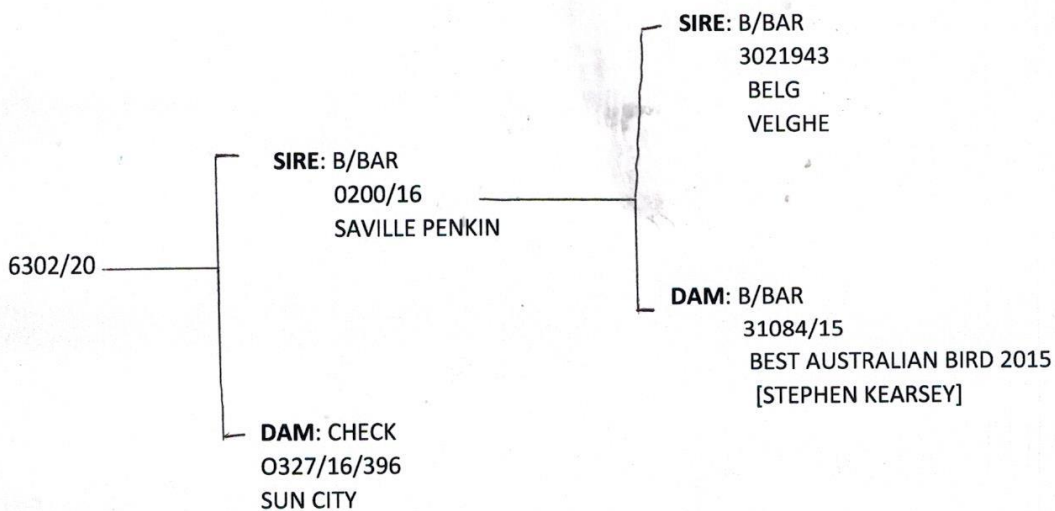 SIRE: B/BAR
3021943
BELG
VELGHE
SIRE: B/BAR
0200/16
SAVILLE PENKIN
6302/20
DAM: B/BAR
31084/15
BEST AUSTRALIAN BIRD 2015
[STEPHEN KEARSEY]
DAM: CHECK
O327/16/396
SUN CITY